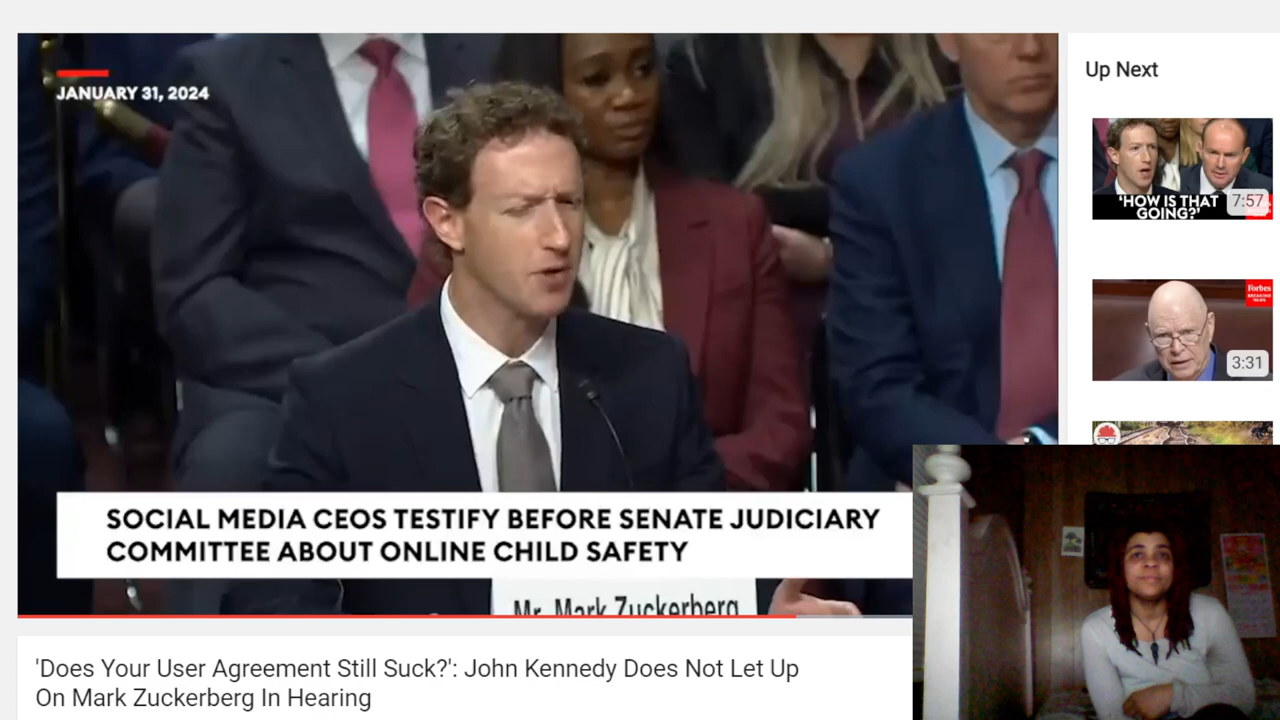 JANUARY 31, 2024
SOCIAL MEDIA CEOS TESTIFY BEFORE SENATE JUDICIARY
COMMITTEE ABOUT ONLINE CHILD SAFETY
Mr. Mark Zuckerberg
'Does Your User Agreement Still Suck?': John Kennedy Does Not Let Up
On Mark Zuckerberg In Hearing
Up Next
'HOW IS THAT
GOING?'
7:57
Forbes
BREAKING
NEWS
3:31